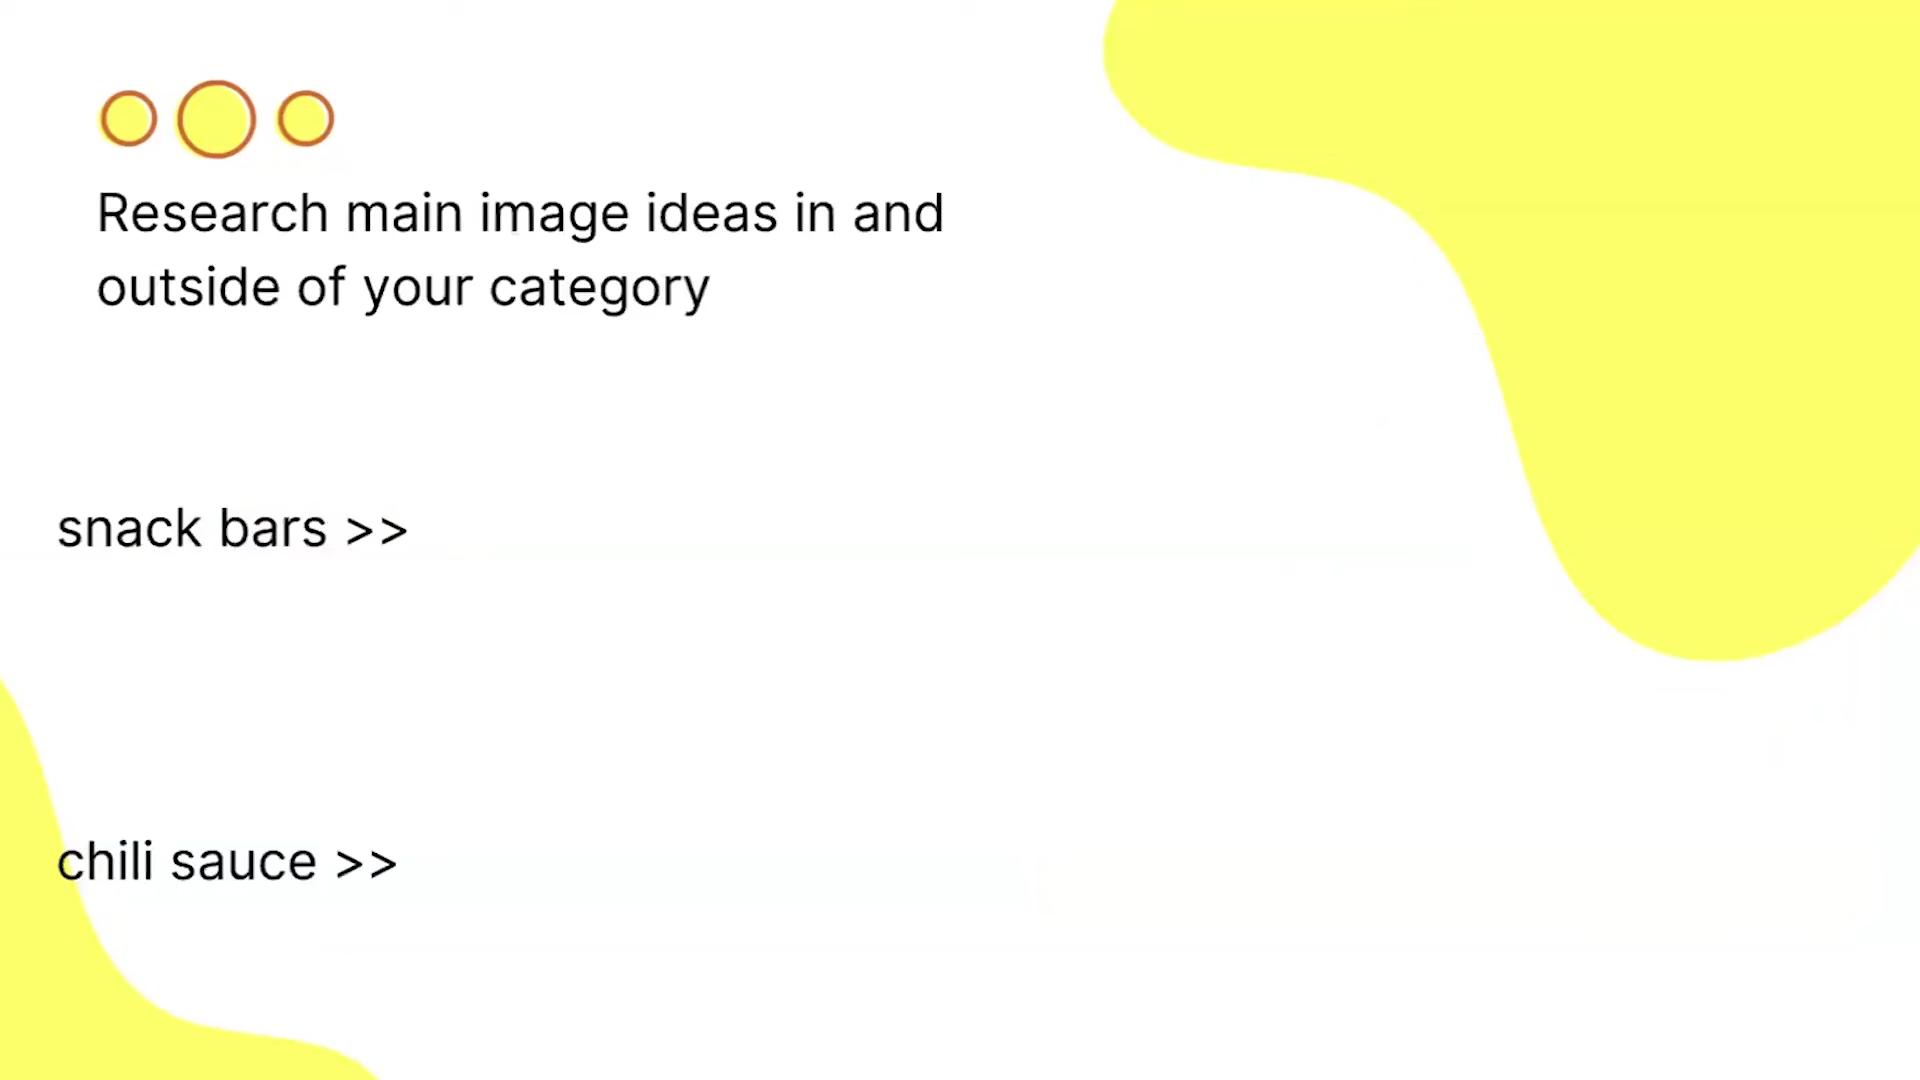 Research main image ideas in and
outside of your category
snack bars >>
chili sauce >>